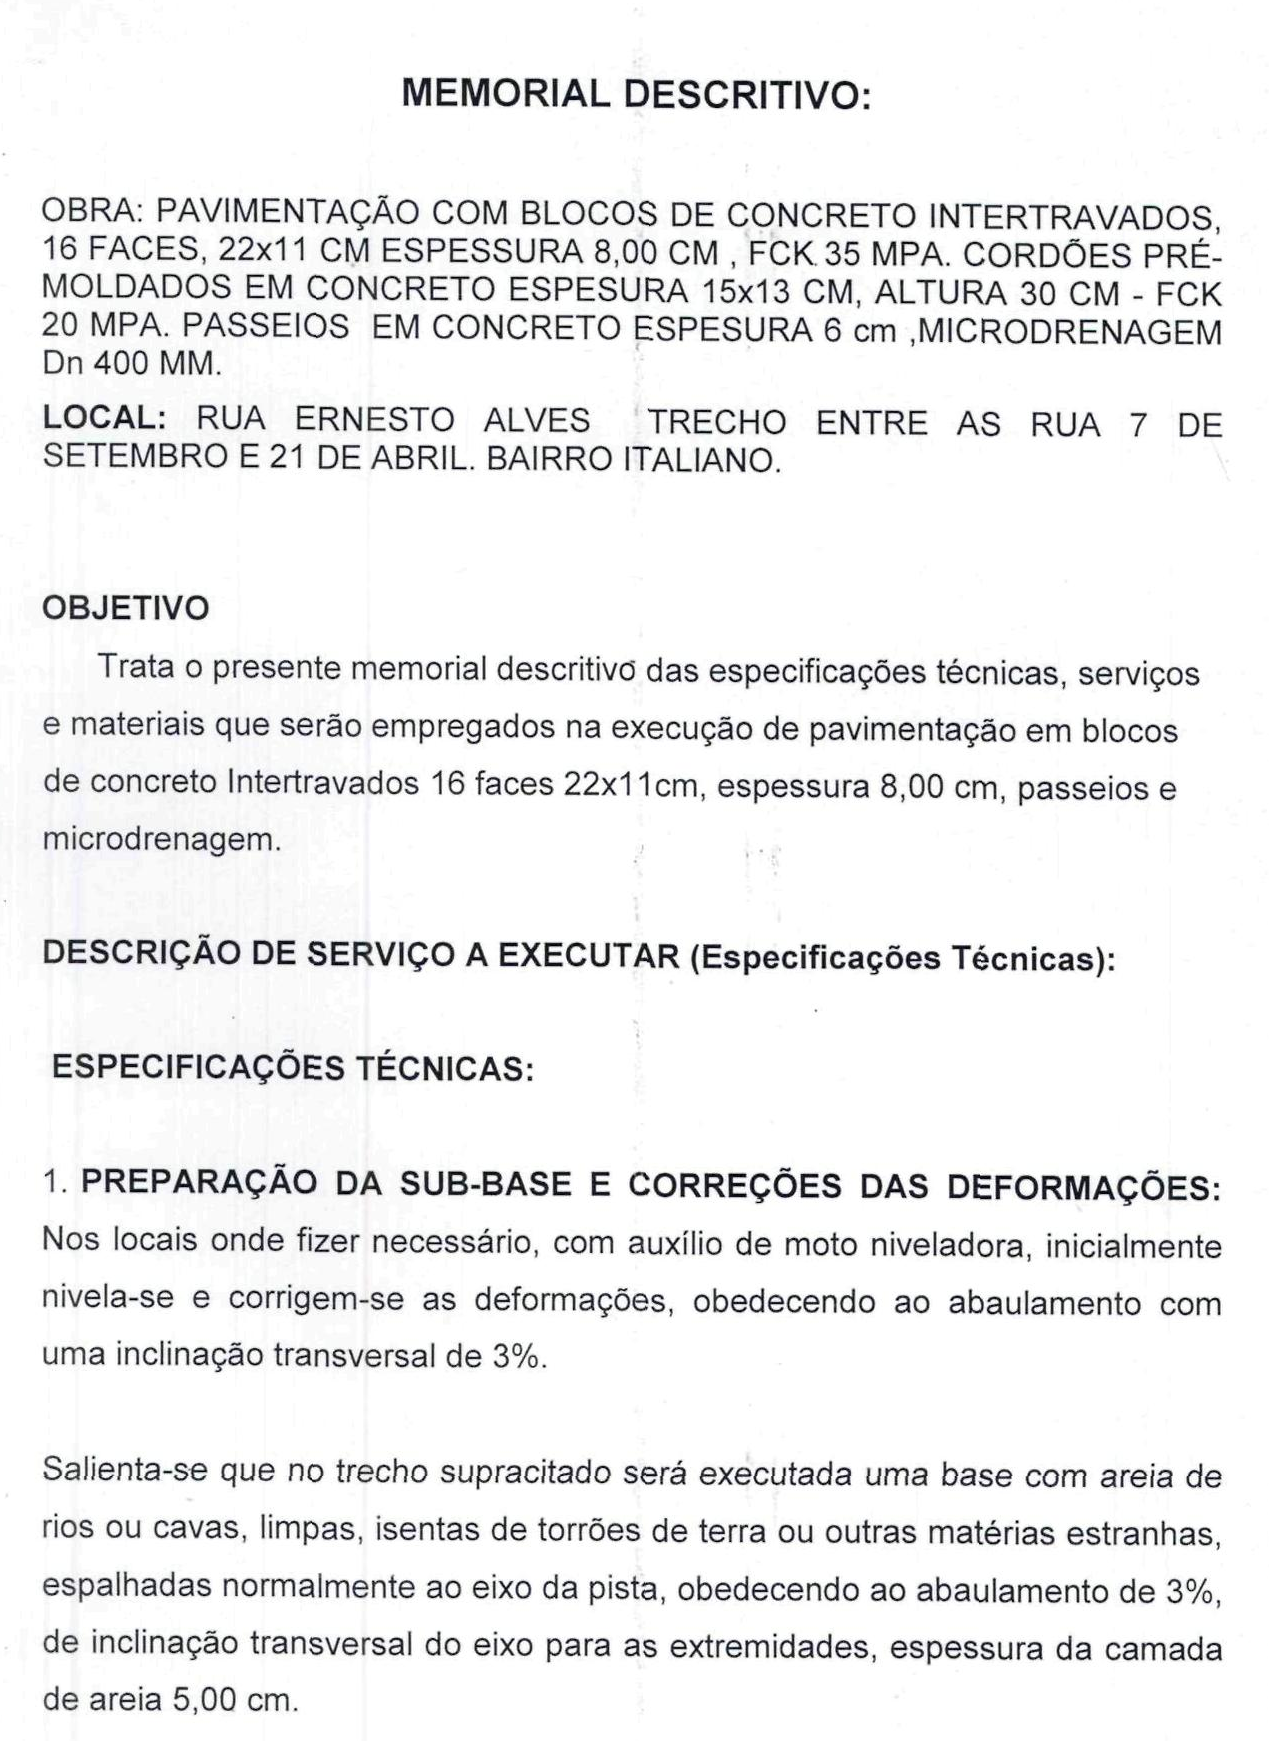 MEMORIAL DESCRITIVO:
OBRA: PAVIMENTAÇÃO COM BLOCOS DE CONCRETO INTERTRAVADOS,
16 FACES, 22x11 CM ESPESSURA 8,00 CM , FCK 35 MPA. CORDÕES PRÉ-
MOLDADOS EM CONCRETO ESPESURA 15x13 CM, ALTURA 30 CM - FCK
20 MPA. PASSEIOS EM CONCRETO ESPESURA 6 cm ,MICRODRENAGEM
Dn 400 MM.
LOCAL: RUA ERNESTO ALVES TRECHO ENTRE AS RUA 7 DE
SETEMBRO E 21 DE ABRIL. BAIRRO ITALIANO.
OBJETIVO
Trata o presente memorial descritivo das especificações técnicas, serviços
e materiais que serão empregados na execução de pavimentação em blocos
de concreto Intertravados 16 faces 22x11cm, espessura 8,00 cm, passeios e
microdrenagem.
DESCRIÇÃO DE SERVIÇO A EXECUTAR (Especificações Técnicas):
ESPECIFICAÇÕES TÉCNICAS:
1. PREPARAÇÃO DA SUB-BASE E CORREÇÕES DAS DEFORMAÇÕES:
Nos locais onde fizer necessário, com auxílio de moto niveladora, inicialmente
nivela-se e corrigem-se as deformações, obedecendo ao abaulamento com
uma inclinação transversal de 3%.
Salienta-se que no trecho supracitado será executada uma base com areia de
rios ou cavas, limpas, isentas de torrões de terra ou outras matérias estranhas,
espalhadas normalmente ao eixo da pista, obedecendo ao abaulamento de 3%,
de inclinação transversal do eixo para as extremidades, espessura da camada
de areia 5,00 cm.